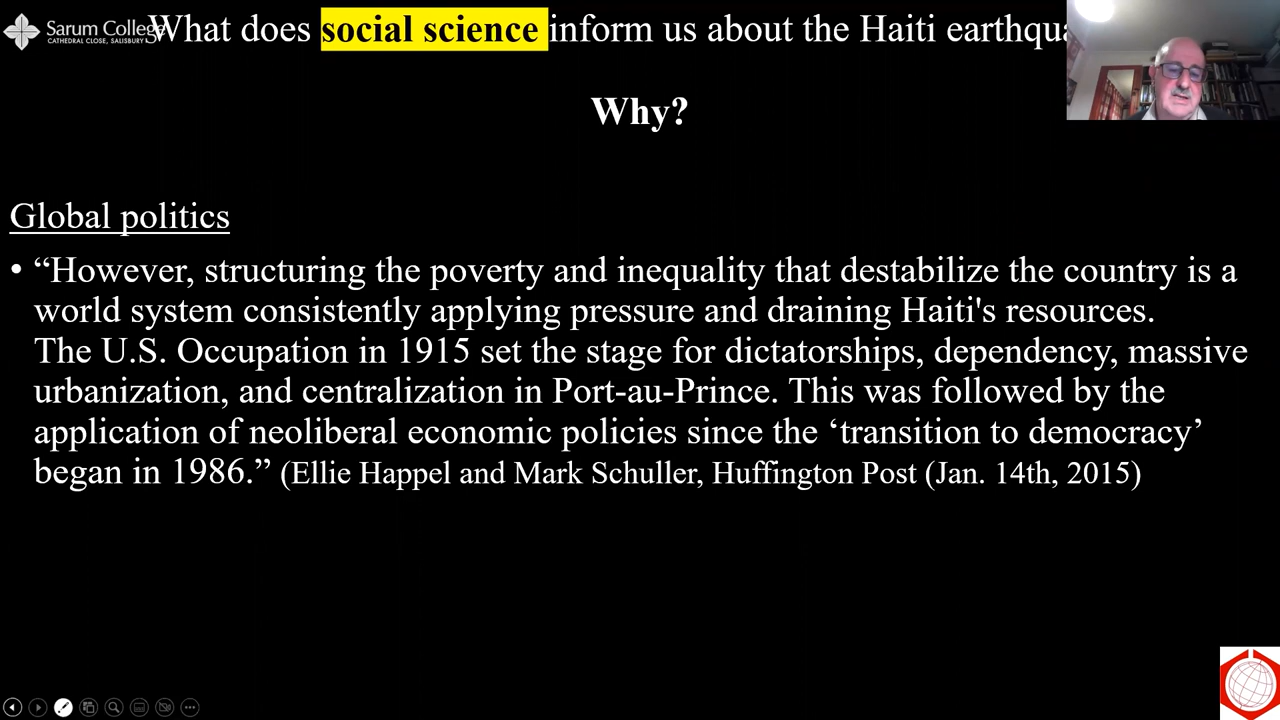 Sarum College
CATHEDRAL CLOSE, SALISBURY
What does social science inform us about the Haiti
Why?
Global politics
• “However, structuring the poverty and inequality that destabilize the country is a
world system consistently applying pressure and draining Haiti's resources.
The U.S. Occupation in 1915 set the stage for dictatorships, dependency, massive
urbanization, and centralization in Port-au-Prince. This was followed by the
application of neoliberal economic policies since the ‘transition to democracy’
began in 1986.” (Ellie Happel and Mark Schuller, Huffington Post (Jan. 14th, 2015)